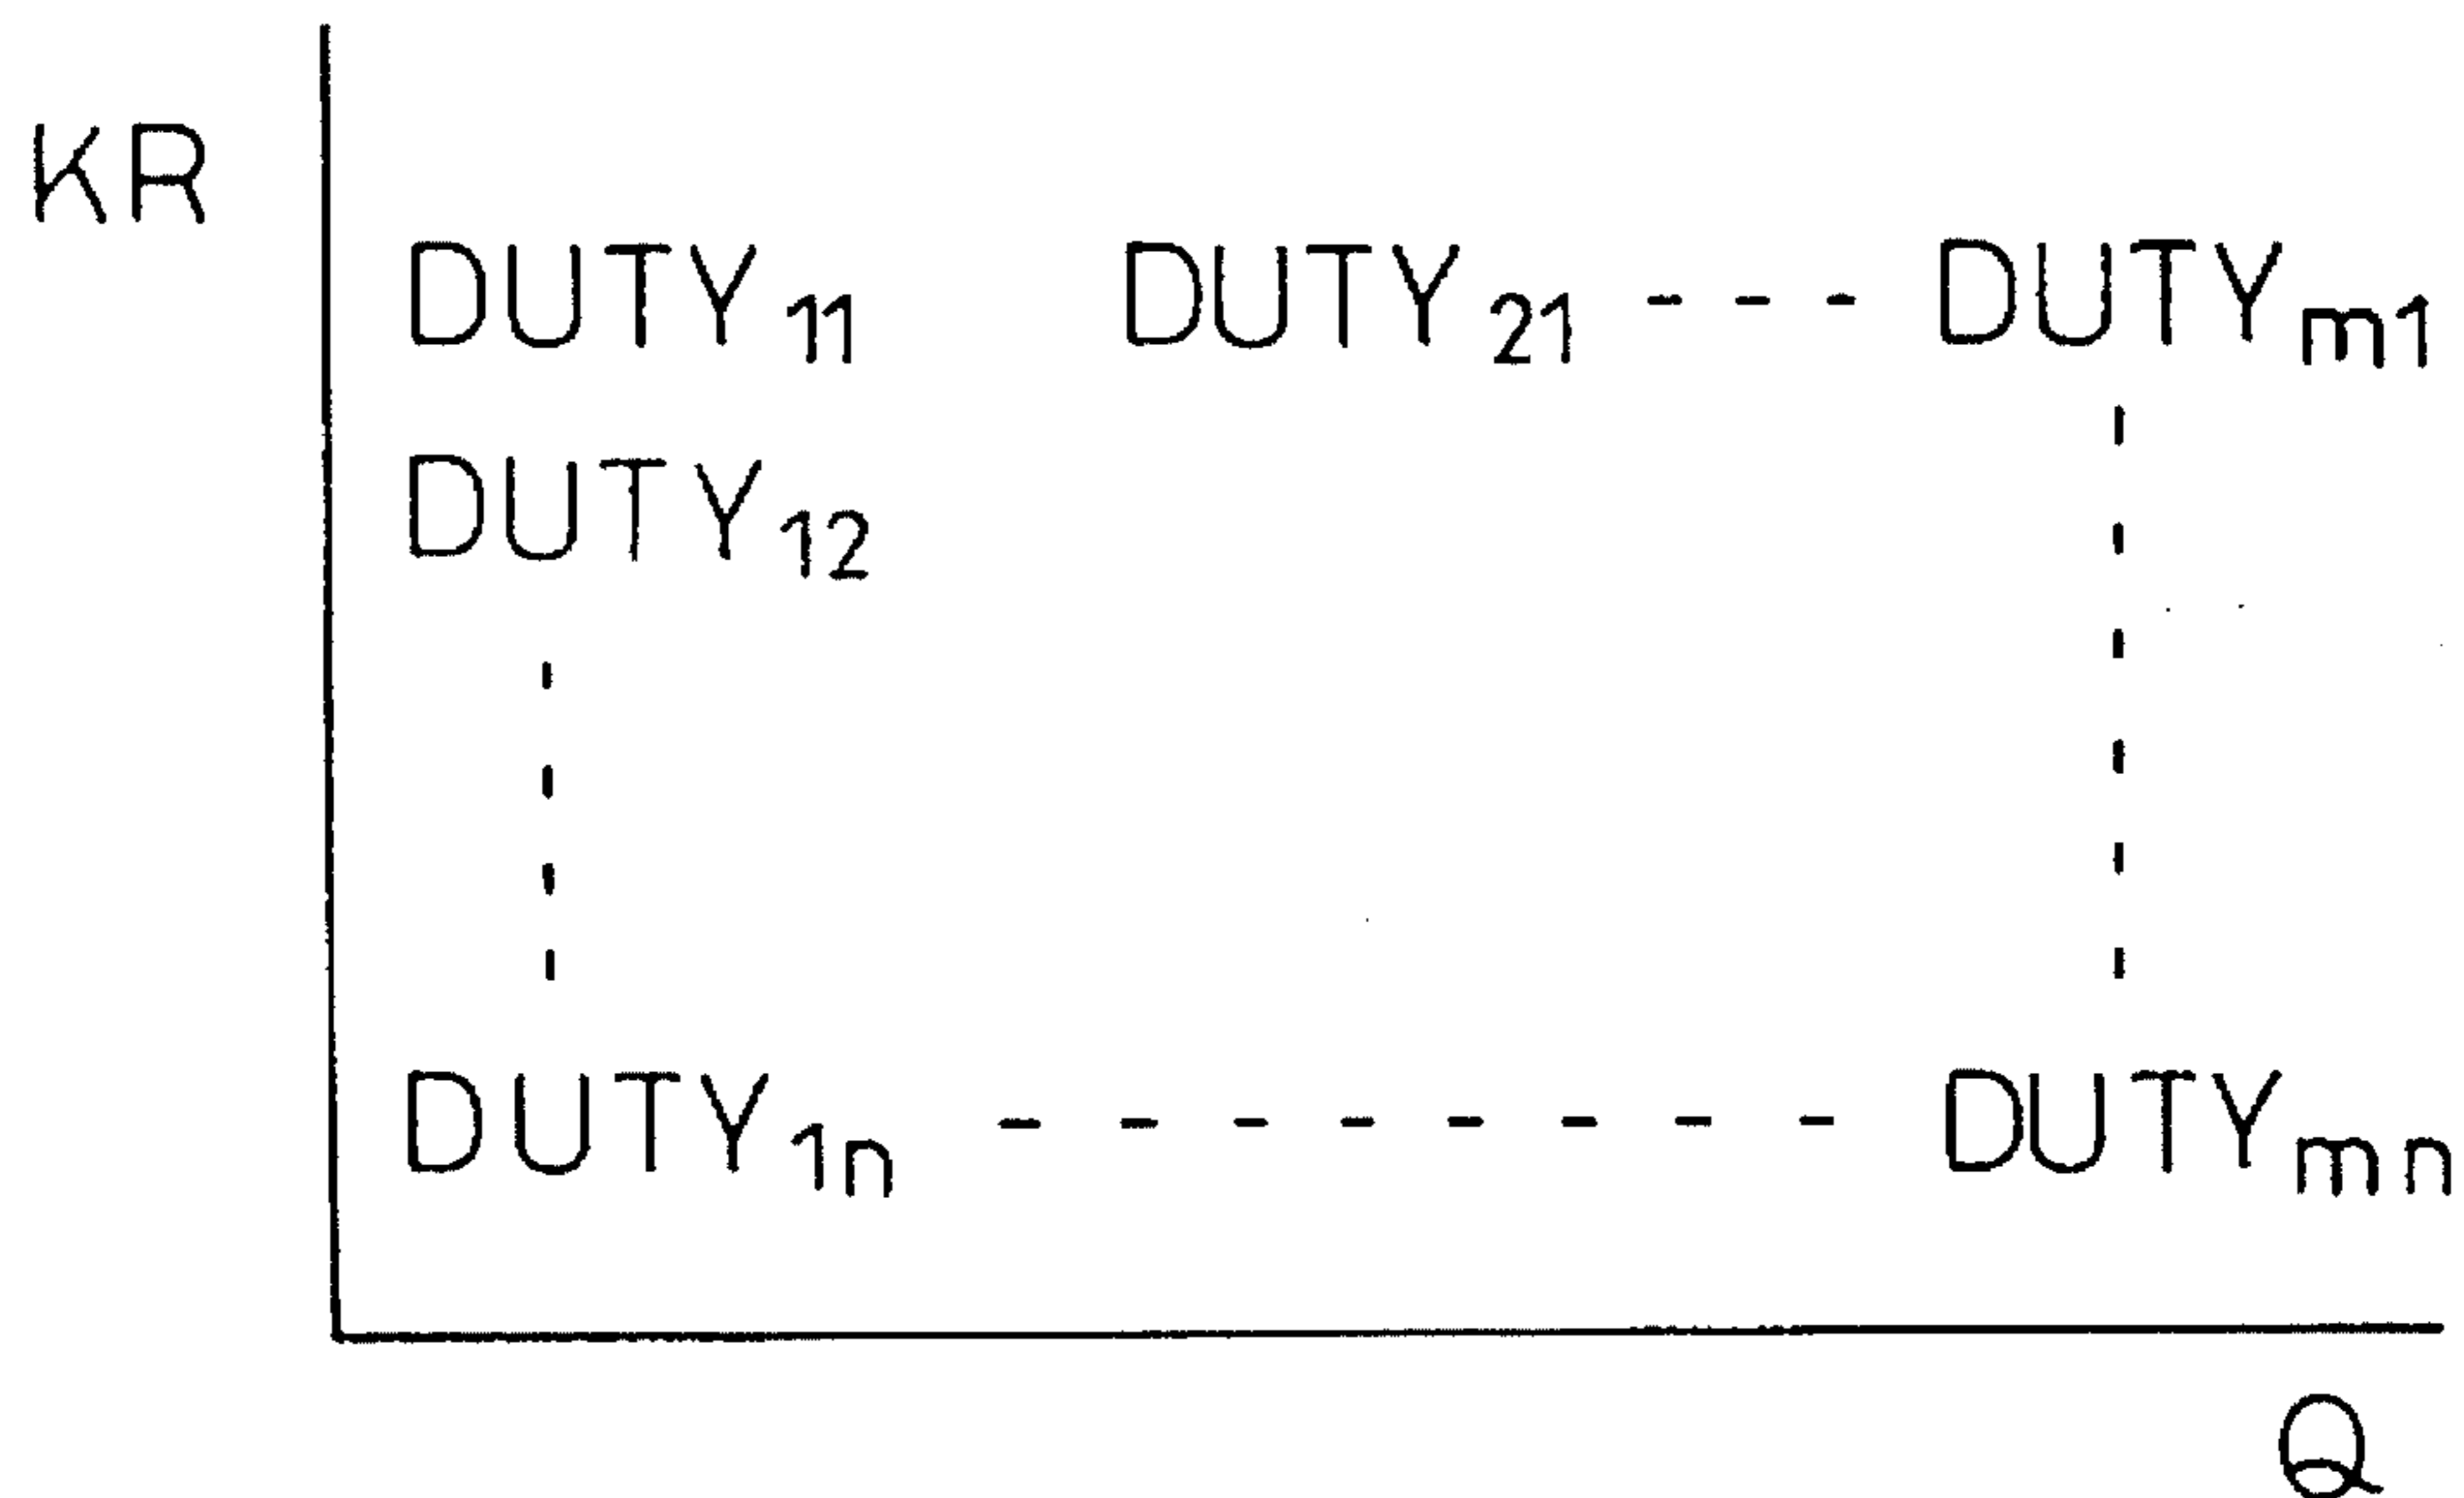 KR
DUTY₁₁ DUTY₂₁ - - - DUTYₘ₁
DUTY₁₂
DUTY₁ₙ - - - - - - - - DUTYₘₙ
Q